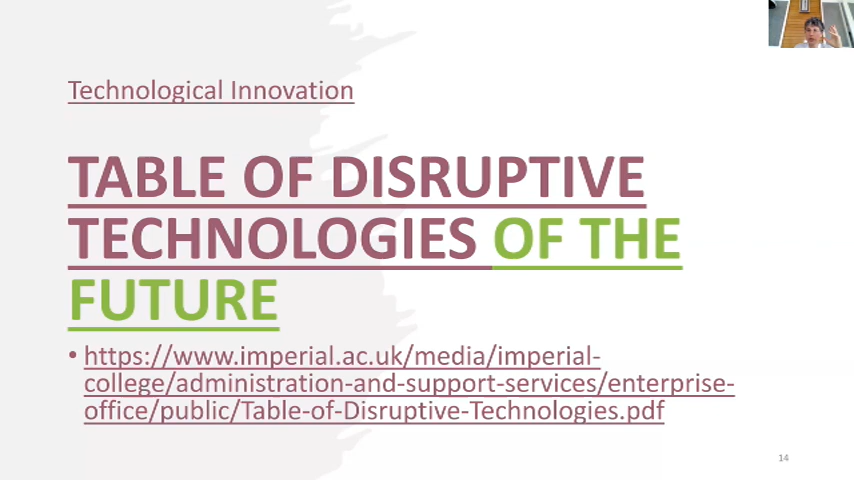 Technological Innovation
TABLE OF DISRUPTIVE
TECHNOLOGIES OF THE
FUTURE
• https://www.imperial.ac.uk/media/imperial-
college/administration-and-support-services/enterprise-
office/public/Table-of-Disruptive-Technologies.pdf
14